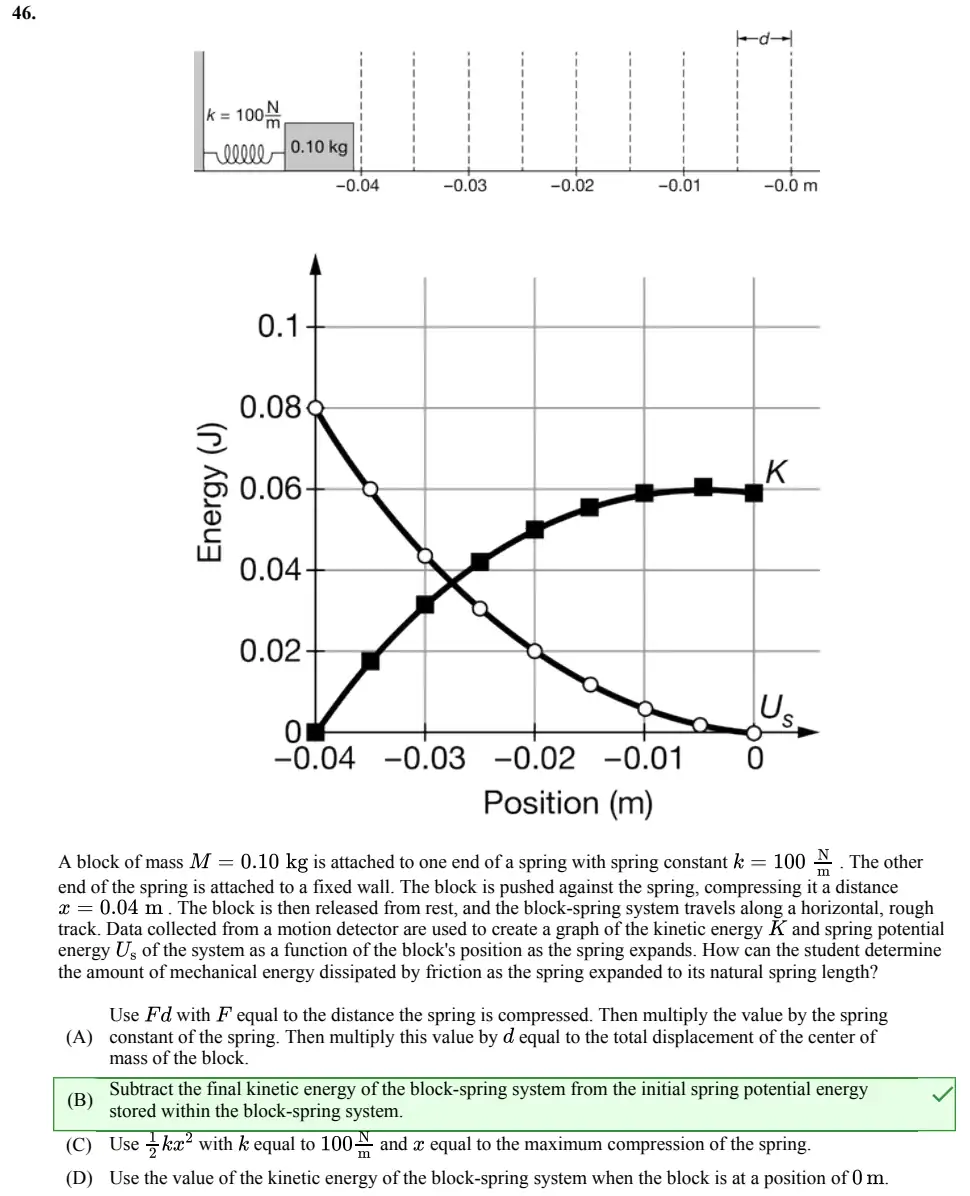 46.
d
k = 100 N/m
0.10 kg
−0.04 −0.03 −0.02 −0.01 −0.0 m
0.1
0.08
0.06
0.04
0.02
0
Energy (J)
K
U_s
−0.04 −0.03 −0.02 −0.01 0
Position (m)
A block of mass M = 0.10 kg is attached to one end of a spring with spring constant k = 100 N/m . The other
end of the spring is attached to a fixed wall. The block is pushed against the spring, compressing it a distance
x = 0.04 m . The block is then released from rest, and the block-spring system travels along a horizontal, rough
track. Data collected from a motion detector are used to create a graph of the kinetic energy K and spring potential
energy U_s of the system as a function of the block's position as the spring expands. How can the student determine
the amount of mechanical energy dissipated by friction as the spring expanded to its natural spring length?
Use Fd with F equal to the distance the spring is compressed. Then multiply the value by the spring
(A) constant of the spring. Then multiply this value by d equal to the total displacement of the center of
mass of the block.
(B) Subtract the final kinetic energy of the block-spring system from the initial spring potential energy
stored within the block-spring system.
(C) Use 1/2 kx² with k equal to 100 N/m and x equal to the maximum compression of the spring.
(D) Use the value of the kinetic energy of the block-spring system when the block is at a position of 0 m.